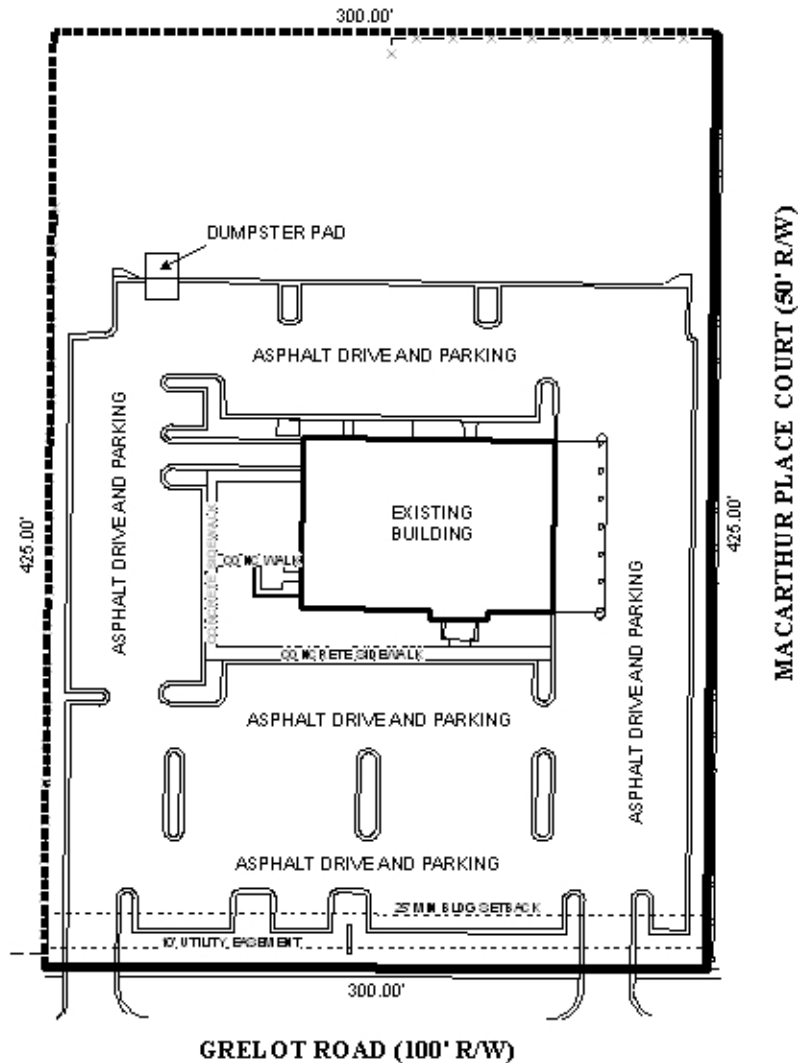 300.00'
DUMPSTER PAD
ASPHALT DRIVE AND PARKING
ASPHALT DRIVE AND PARKING
EXISTING
BUILDING
CONC WALK
CONCRETE SIDEWALK
425.00'
425.00'
MACARTHUR PLACE COURT (50' R/W)
CONCRETE SIDEWALK
ASPHALT DRIVE AND PARKING
ASPHALT DRIVE AND PARKING
ASPHALT DRIVE AND PARKING
25' MIN BLDG SETBACK
10' UTILITY EASEMENT
300.00'
GRELOT ROAD (100' R/W)